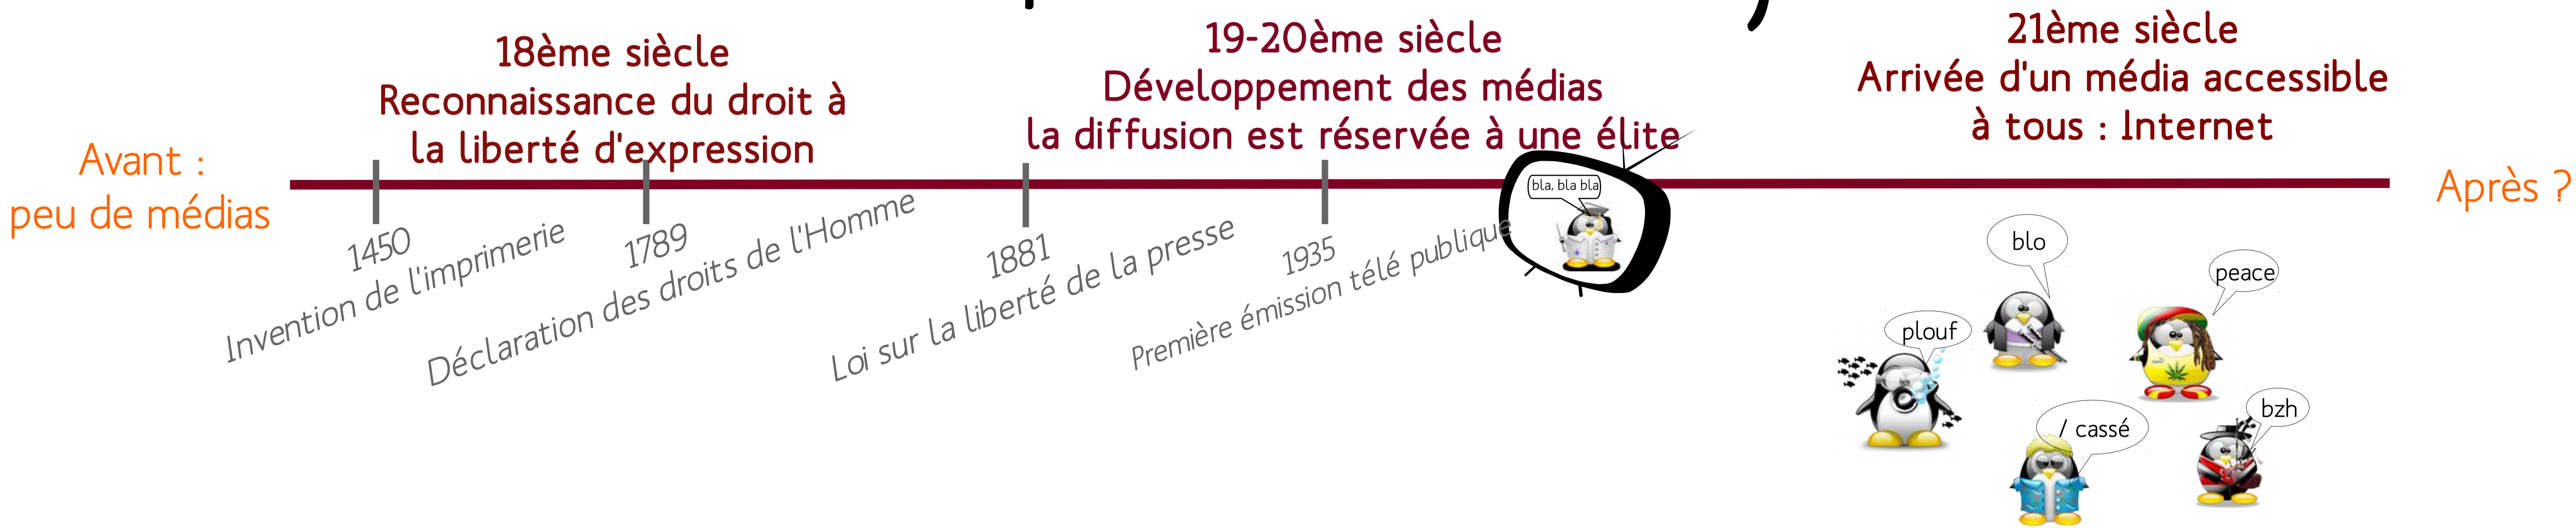 Avant :
peu de médias
18ème siècle
Reconnaissance du droit à
la liberté d'expression
19-20ème siècle
Développement des médias
la diffusion est réservée à une élite
21ème siècle
Arrivée d'un média accessible
à tous : Internet
Après ?
1450
Invention de l'imprimerie
1789
Déclaration des droits de l'Homme
1881
Loi sur la liberté de la presse
1935
Première émission télé publique
bla, bla bla
blo
peace
plouf
bzh
/ cassé